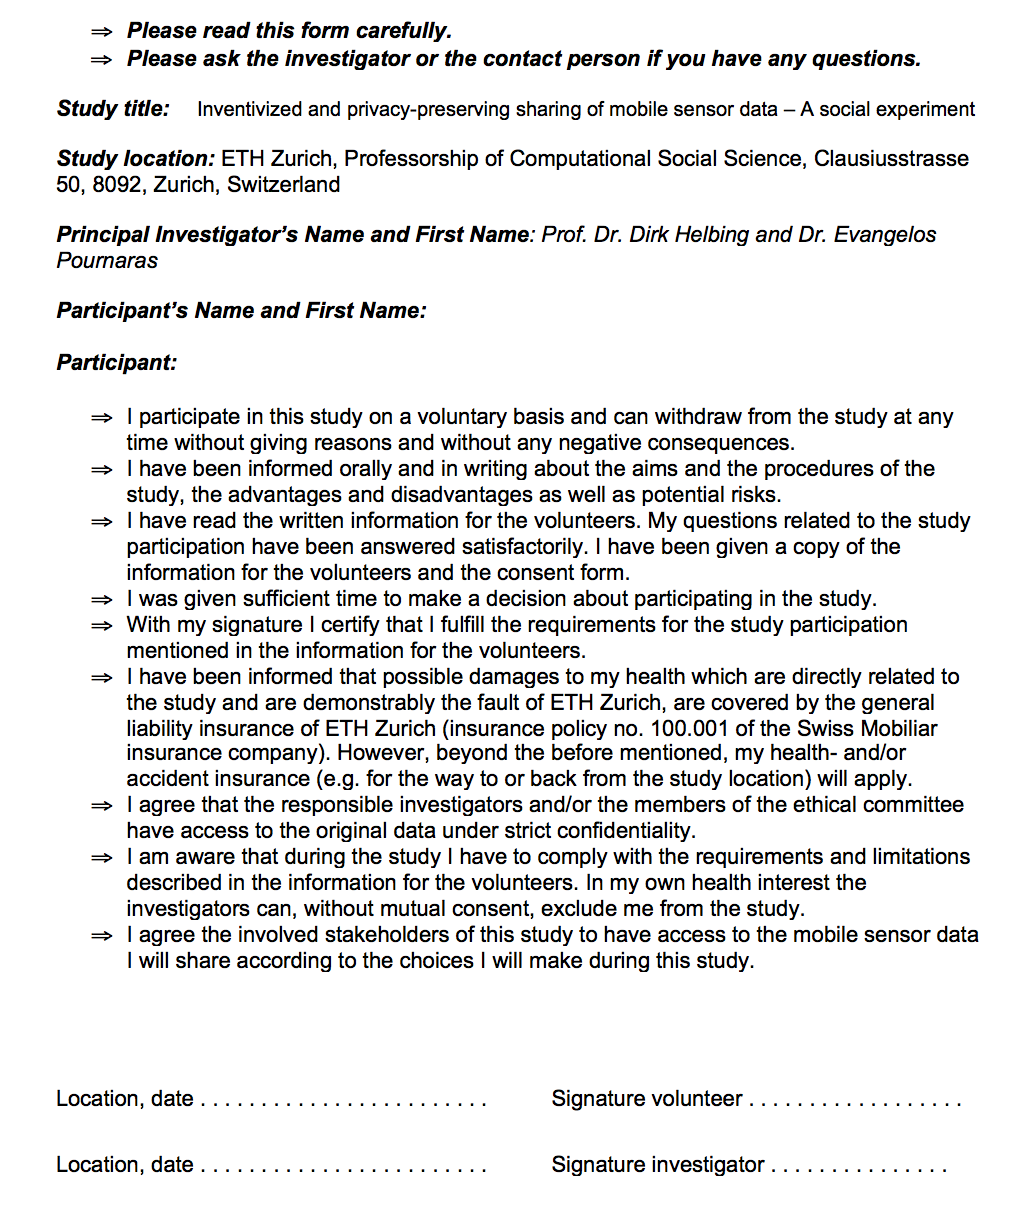 ⇒ Please read this form carefully.
⇒ Please ask the investigator or the contact person if you have any questions.
Study title: Inventivized and privacy-preserving sharing of mobile sensor data – A social experiment
Study location: ETH Zurich, Professorship of Computational Social Science, Clausiusstrasse
50, 8092, Zurich, Switzerland
Principal Investigator's Name and First Name: Prof. Dr. Dirk Helbing and Dr. Evangelos
Pournaras
Participant's Name and First Name:
Participant:
⇒ I participate in this study on a voluntary basis and can withdraw from the study at any
time without giving reasons and without any negative consequences.
⇒ I have been informed orally and in writing about the aims and the procedures of the
study, the advantages and disadvantages as well as potential risks.
⇒ I have read the written information for the volunteers. My questions related to the study
participation have been answered satisfactorily. I have been given a copy of the
information for the volunteers and the consent form.
⇒ I was given sufficient time to make a decision about participating in the study.
⇒ With my signature I certify that I fulfill the requirements for the study participation
mentioned in the information for the volunteers.
⇒ I have been informed that possible damages to my health which are directly related to
the study and are demonstrably the fault of ETH Zurich, are covered by the general
liability insurance of ETH Zurich (insurance policy no. 100.001 of the Swiss Mobiliar
insurance company). However, beyond the before mentioned, my health- and/or
accident insurance (e.g. for the way to or back from the study location) will apply.
⇒ I agree that the responsible investigators and/or the members of the ethical committee
have access to the original data under strict confidentiality.
⇒ I am aware that during the study I have to comply with the requirements and limitations
described in the information for the volunteers. In my own health interest the
investigators can, without mutual consent, exclude me from the study.
⇒ I agree the involved stakeholders of this study to have access to the mobile sensor data
I will share according to the choices I will make during this study.
Location, date . . . . . . . . . . . . . . . . . . . . . . . . Signature volunteer . . . . . . . . . . . . . . . . . .
Location, date . . . . . . . . . . . . . . . . . . . . . . . . Signature investigator . . . . . . . . . . . . . . .